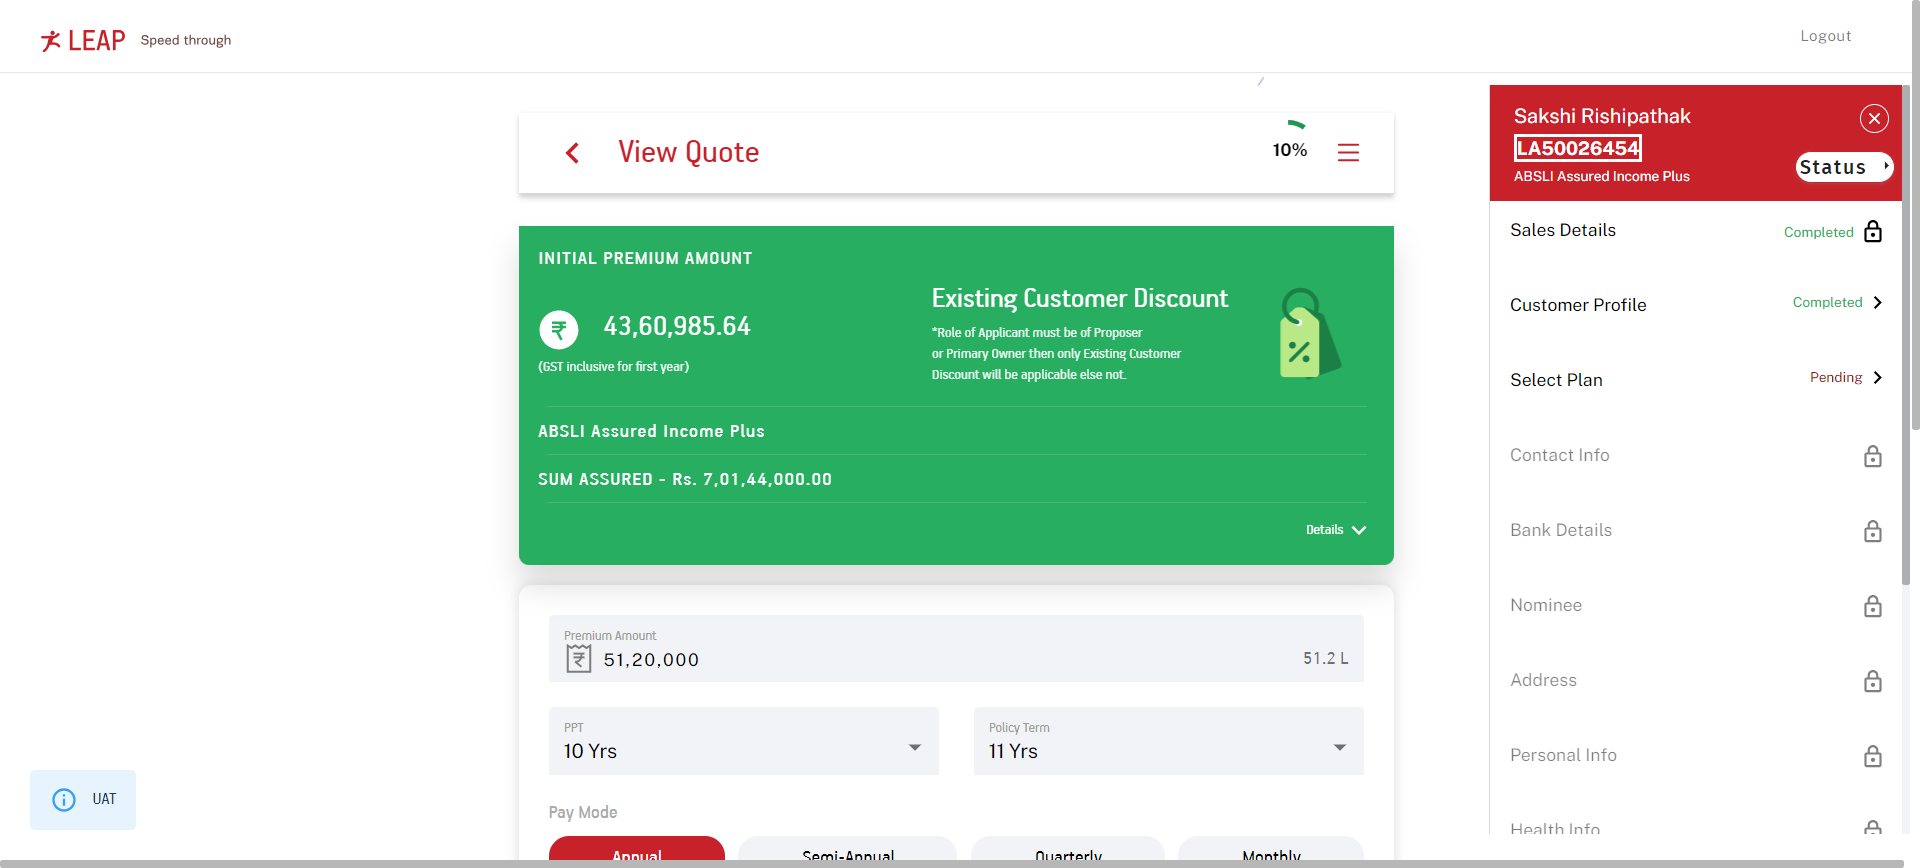 LEAP Speed through
Logout
View Quote
10%
INITIAL PREMIUM AMOUNT
₹ 43,60,985.64
(GST inclusive for first year)
Existing Customer Discount
*Role of Applicant must be of Proposer
or Primary Owner then only Existing Customer
Discount will be applicable else not.
%
ABSLI Assured Income Plus
SUM ASSURED - Rs. 7,01,44,000.00
Details
Premium Amount
₹ 51,20,000
51.2 L
PPT
10 Yrs
Policy Term
11 Yrs
Pay Mode
Annual
Semi-Annual
Quarterly
Monthly
UAT
Sakshi Rishipathak
LA50026454
ABSLI Assured Income Plus
Status
Sales Details
Completed
Customer Profile
Completed
Select Plan
Pending
Contact Info
Bank Details
Nominee
Address
Personal Info
Health Info